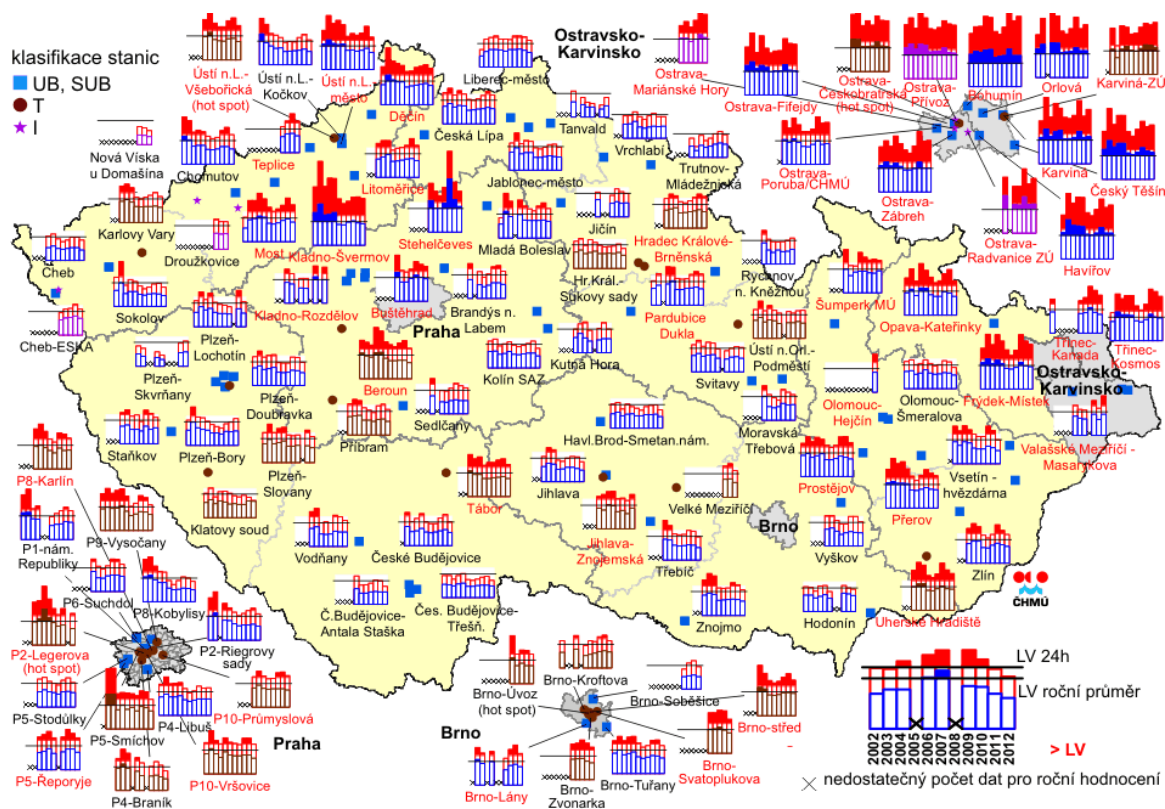 klasifikace stanic
UB, SUB
T
I
Ústí n.L.-
Všebořická
(hot spot)
Ústí n.L.-
Kočkov
Ústí n.L.-
město
Děčín
Liberec-město
Ostravsko-
Karvinsko
Ostrava-
Mariánské Hory
Ostrava-Fifejdy
Ostrava-
Českobratrská
(hot spot)
Ostrava-
Přívoz
Bohumín
Orlová
Karviná-ZÚ
Nová Víska
u Domašína
Chomutov
Teplice
Litoměřice
Česká Lípa
Jablonec-město
Tanvald
Vrchlabí
Trutnov-
Mládežnická
Ostrava-
Poruba/CHMÚ
Ostrava-
Zábřeh
Ostrava-
Radvanice ZÚ
Karviná
Český Těšín
Havířov
Karlovy Vary
Droužkovice
Most
Kladno-Švermov
Stehelčeves
Mladá Boleslav
Jičín
Hradec Králové-
Brněnská
Hr.Král.-
Sukovy sady
Rychnov
n. Kněžnou
Šumperk MÚ
Opava-Kateřinky
Třinec-
Kanada
Třinec-
Kosmos
Cheb
Sokolov
Cheb-ESKA
Plzeň-
Lochotín
Kladno-Rozdělov
Buštěhrad
Praha
Brandýs n.
Labem
Pardubice
Dukla
Ústí n.Orl.-
Podměstí
Ostravsko-
Karvinsko
Frýdek-Místek
Plzeň-
Skvrňany
Plzeň-
Doubravka
Beroun
Kolín SAZ
Kutná Hora
Svitavy
Olomouc-
Hejčín
Olomouc-
Šmeralova
Staňkov
Plzeň-Bory
Příbram
Sedlčany
Havl.Brod-Smetan.nám.
Moravská
Třebová
Valašské Meziříčí -
Masarykova
Plzeň-
Slovany
Klatovy soud
Tábor
Jihlava
Velké Meziříčí
Prostějov
Přerov
Vsetín -
hvězdárna
P8-Karlín
P9-Vysočany
P1-nám.
Republiky
P6-Suchdol
P8-Kobylisy
Vodňany
České Budějovice
Jihlava-
Znojemská
Třebíč
Brno
Vyškov
Zlín
ČHMÚ
P2-Legerova
(hot spot)
P2-Riegrovy
sady
Č.Budějovice-
Antala Staška
Čes. Budějovice-
Třešň.
Znojmo
Hodonín
Uherské Hradiště
P5-Stodůlky
P5-Smíchov
P4-Libuš
P10-Průmyslová
P5-Řeporyje
P4-Braník
P10-Vršovice
Praha
Brno
Brno-Úvoz
(hot spot)
Brno-Kroftova
Brno-Soběšice
Brno-střed
-
Brno-
Svatoplukova
Brno-Lány
Brno-
Zvonarka
Brno-Tuřany
LV 24h
LV roční průměr
2002
2003
2004
2005
2006
2007
2008
2009
2010
2011
2012
> LV
nedostatečný počet dat pro roční hodnocení